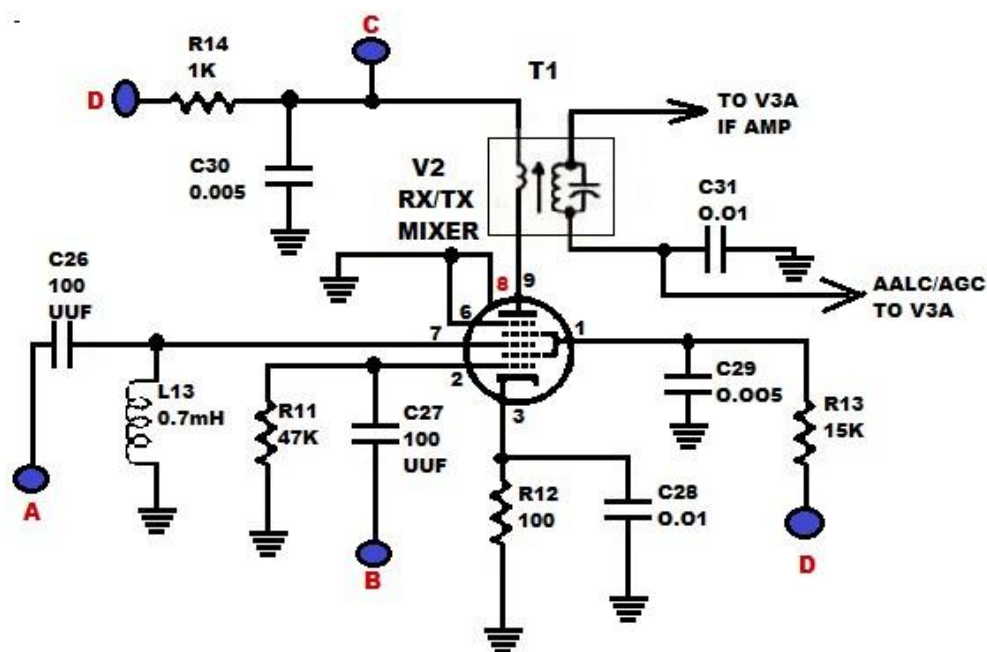 C
R14
1K
T1
D
TO V3A
IF AMP
C30
0.005
V2
RX/TX
MIXER
C31
0.01
C26
100
UUF
8
9
AALC/AGC
TO V3A
6
7
1
2
3
L13
0.7mH
R11
47K
C27
100
UUF
C29
0.005
R13
15K
R12
100
C28
0.01
A
B
D